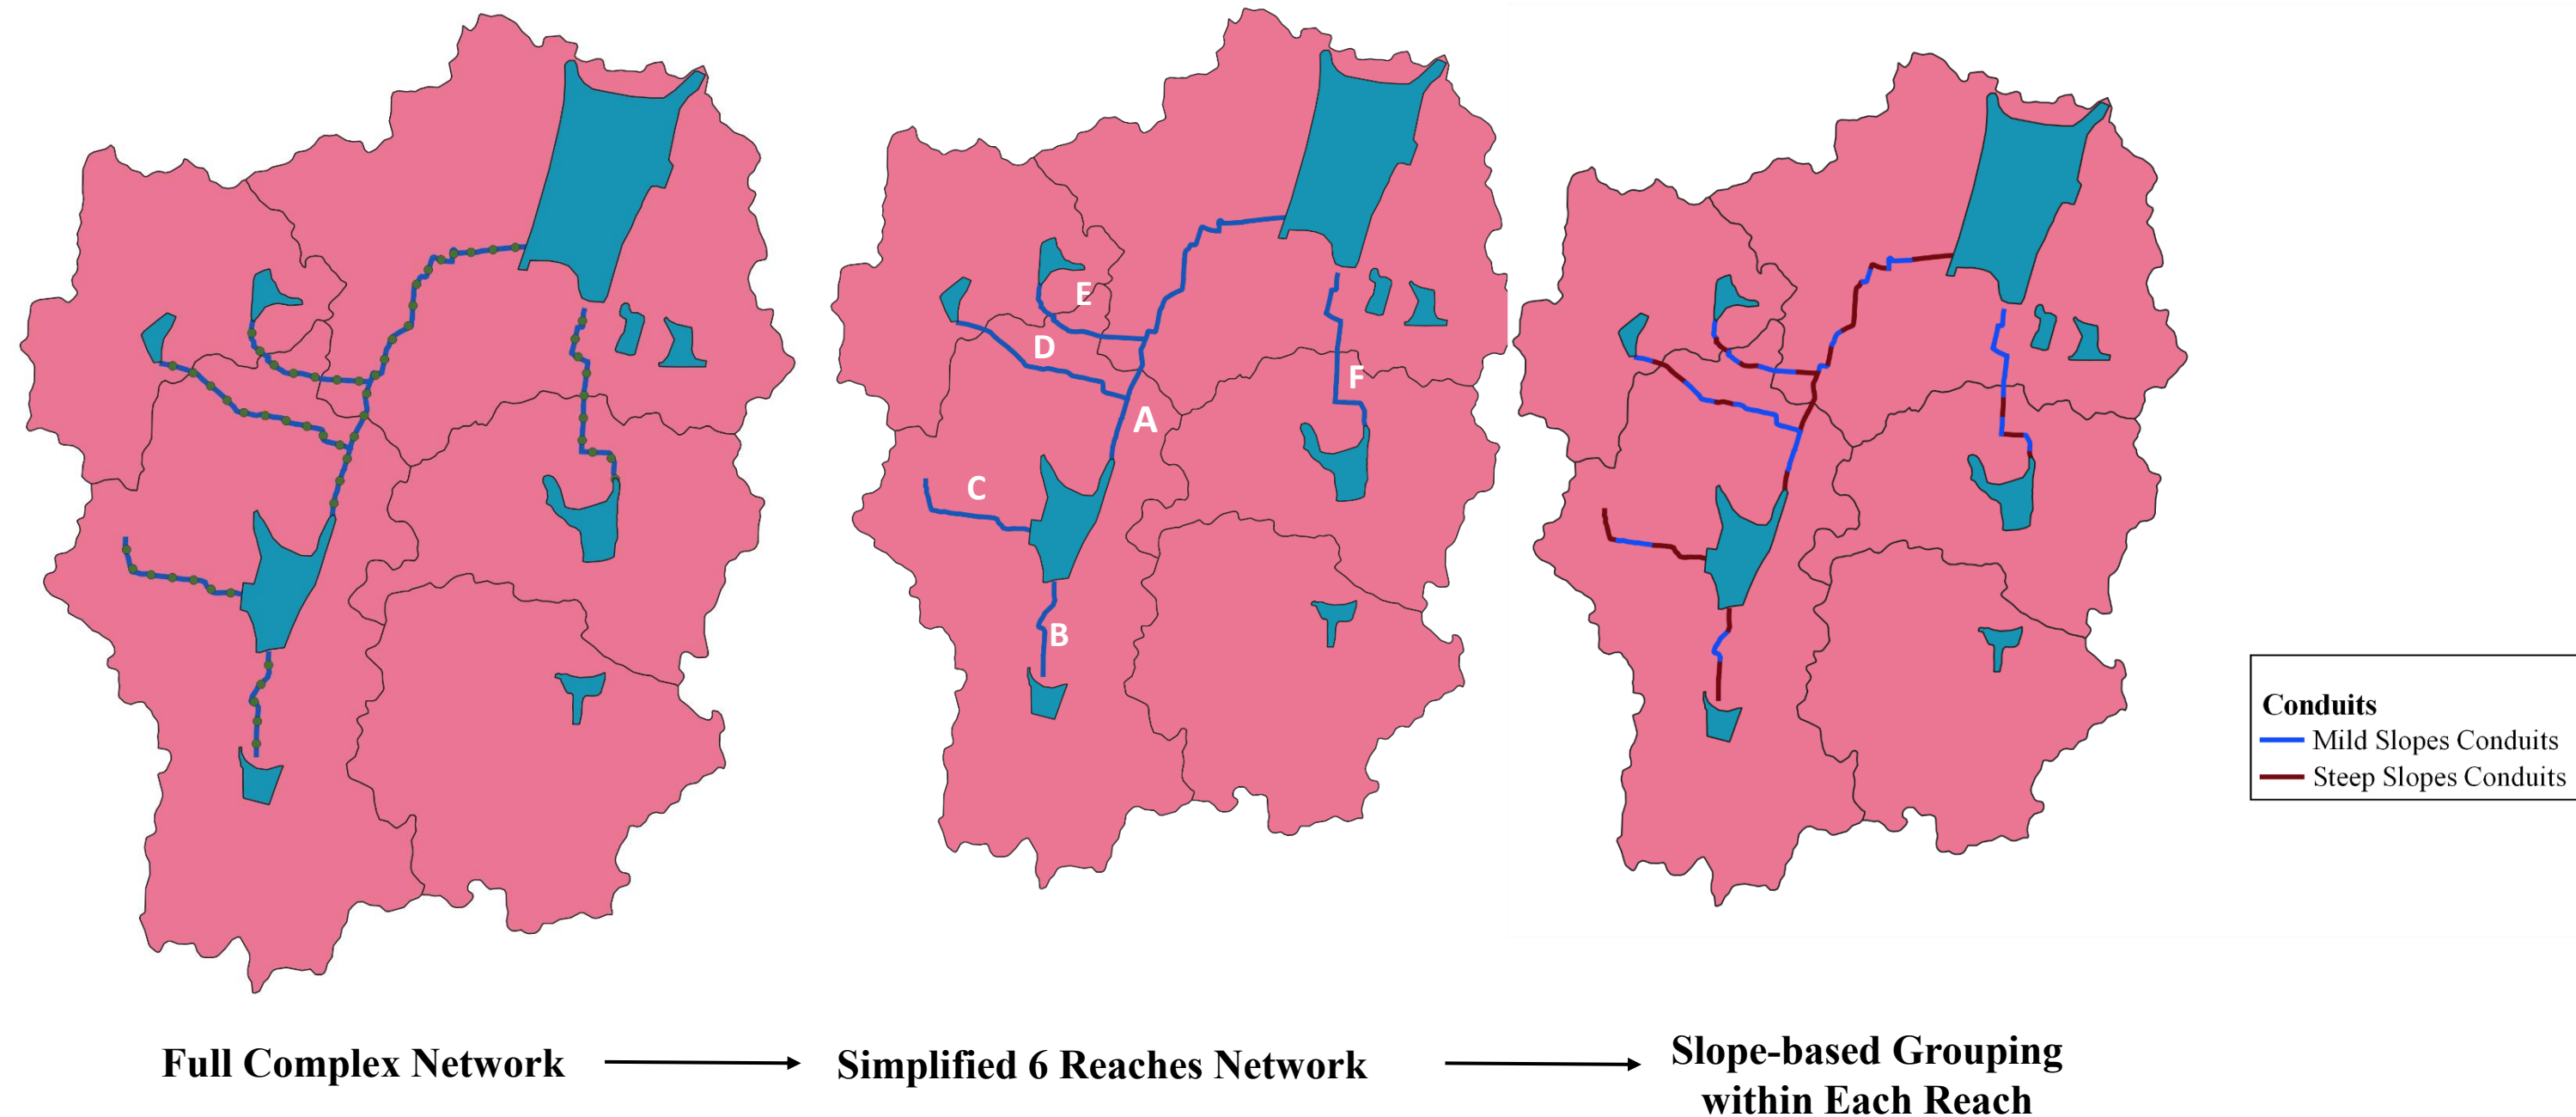 E
D
F
A
C
B
Conduits
Mild Slopes Conduits
Steep Slopes Conduits
Full Complex Network
Simplified 6 Reaches Network
Slope-based Grouping
within Each Reach